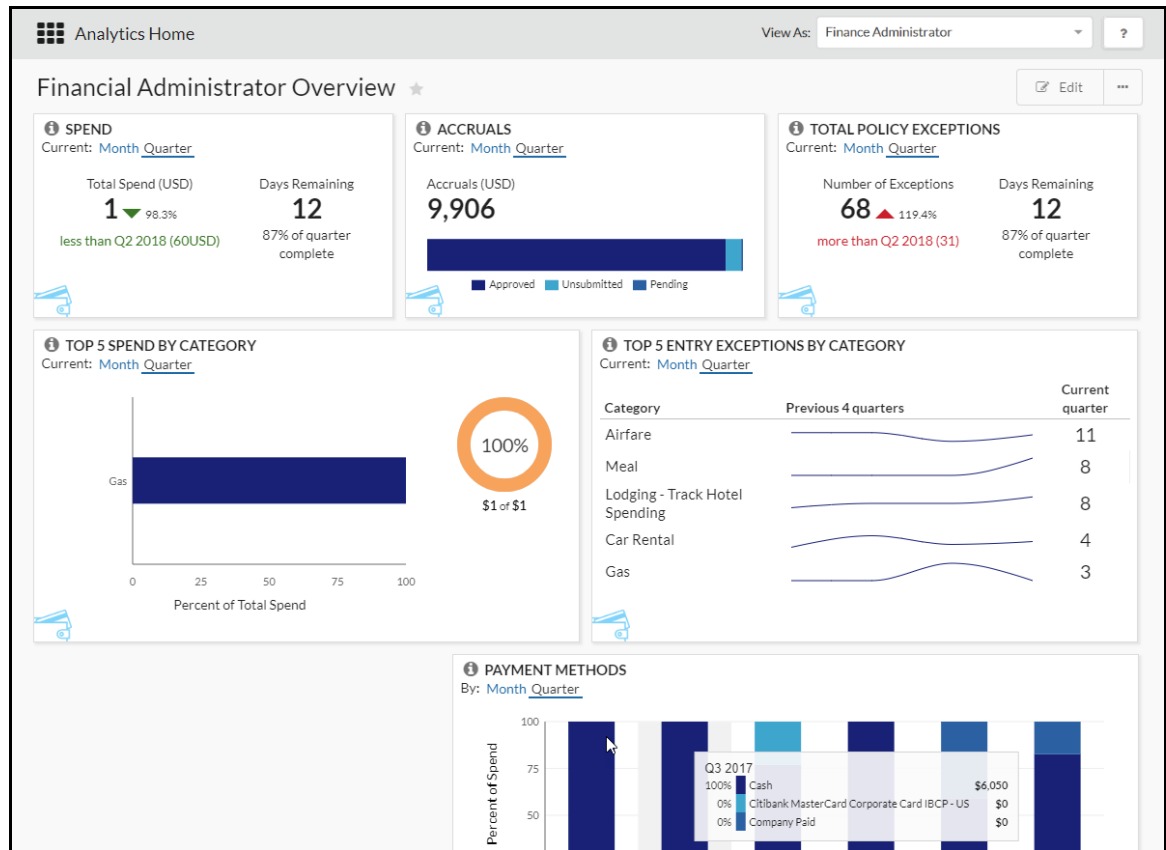 Analytics Home
View As:
Finance Administrator
?
Financial Administrator Overview
Edit
SPEND
Current: Month Quarter
Total Spend (USD)
1 98.3%
less than Q2 2018 (60USD)
Days Remaining
12
87% of quarter
complete
ACCRUALS
Current: Month Quarter
Accruals (USD)
9,906
Approved Unsubmitted Pending
TOTAL POLICY EXCEPTIONS
Current: Month Quarter
Number of Exceptions
68 119.4%
more than Q2 2018 (31)
Days Remaining
12
87% of quarter
complete
TOP 5 SPEND BY CATEGORY
Current: Month Quarter
Gas
0 25 50 75 100
Percent of Total Spend
100%
$1 of $1
TOP 5 ENTRY EXCEPTIONS BY CATEGORY
Current: Month Quarter
Category Previous 4 quarters Current
quarter
Airfare 11
Meal 8
Lodging - Track Hotel
Spending 8
Car Rental 4
Gas 3
PAYMENT METHODS
By: Month Quarter
Percent of Spend
100
75
50
Q3 2017
100% Cash $6,050
0% Citibank MasterCard Corporate Card IBCP - US $0
0% Company Paid $0